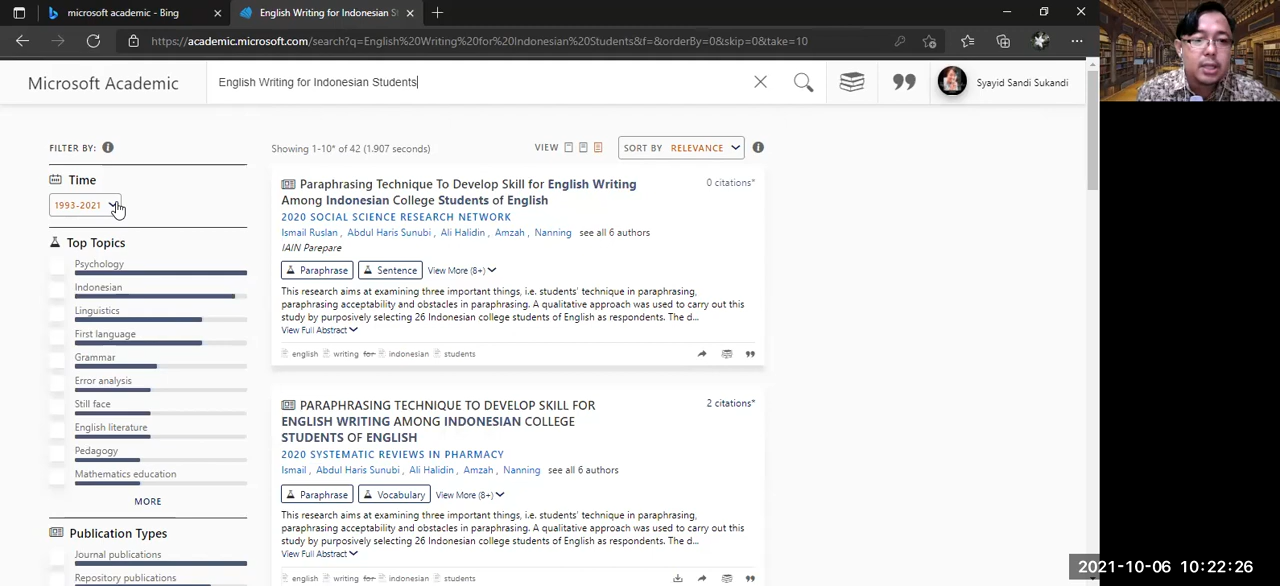 microsoft academic - Bing
English Writing for Indonesian St
https://academic.microsoft.com/search?q=English%20Writing%20for%20Indonesian%20Students&f=&orderBy=0&skip=0&take=10
Microsoft Academic
English Writing for Indonesian Students
Syayid Sandi Sukandi
FILTER BY:
Showing 1-10* of 42 (1.907 seconds)
VIEW
SORT BY RELEVANCE
Time
1993-2021
Top Topics
Psychology
Indonesian
Linguistics
First language
Grammar
Error analysis
Still face
English literature
Pedagogy
Mathematics education
MORE
Publication Types
Journal publications
Repository publications
Paraphrasing Technique To Develop Skill for English Writing
Among Indonesian College Students of English
0 citations*
2020 SOCIAL SCIENCE RESEARCH NETWORK
Ismail Ruslan , Abdul Haris Sunubi , Ali Halidin , Amzah , Nanning see all 6 authors
IAIN Parepare
Paraphrase Sentence View More (8+)
This research aims at examining three important things, i.e. students' technique in paraphrasing,
paraphrasing acceptability and obstacles in paraphrasing. A qualitative approach was used to carry out this
study by purposively selecting 26 Indonesian college students of English as respondents. The d...
View Full Abstract
english writing for indonesian students
PARAPHRASING TECHNIQUE TO DEVELOP SKILL FOR
ENGLISH WRITING AMONG INDONESIAN COLLEGE
STUDENTS OF ENGLISH
2 citations*
2020 SYSTEMATIC REVIEWS IN PHARMACY
Ismail , Abdul Haris Sunubi , Ali Halidin , Amzah , Nanning see all 6 authors
Paraphrase Vocabulary View More (8+)
This research aims at examining three important things, i.e. students' technique in paraphrasing,
paraphrasing acceptability and obstacles in paraphrasing. A qualitative approach was used to carry out this
study by purposively selecting 26 Indonesian college students of English as respondents. The d...
View Full Abstract
english writing for indonesian students
2021-10-06 10:22:26